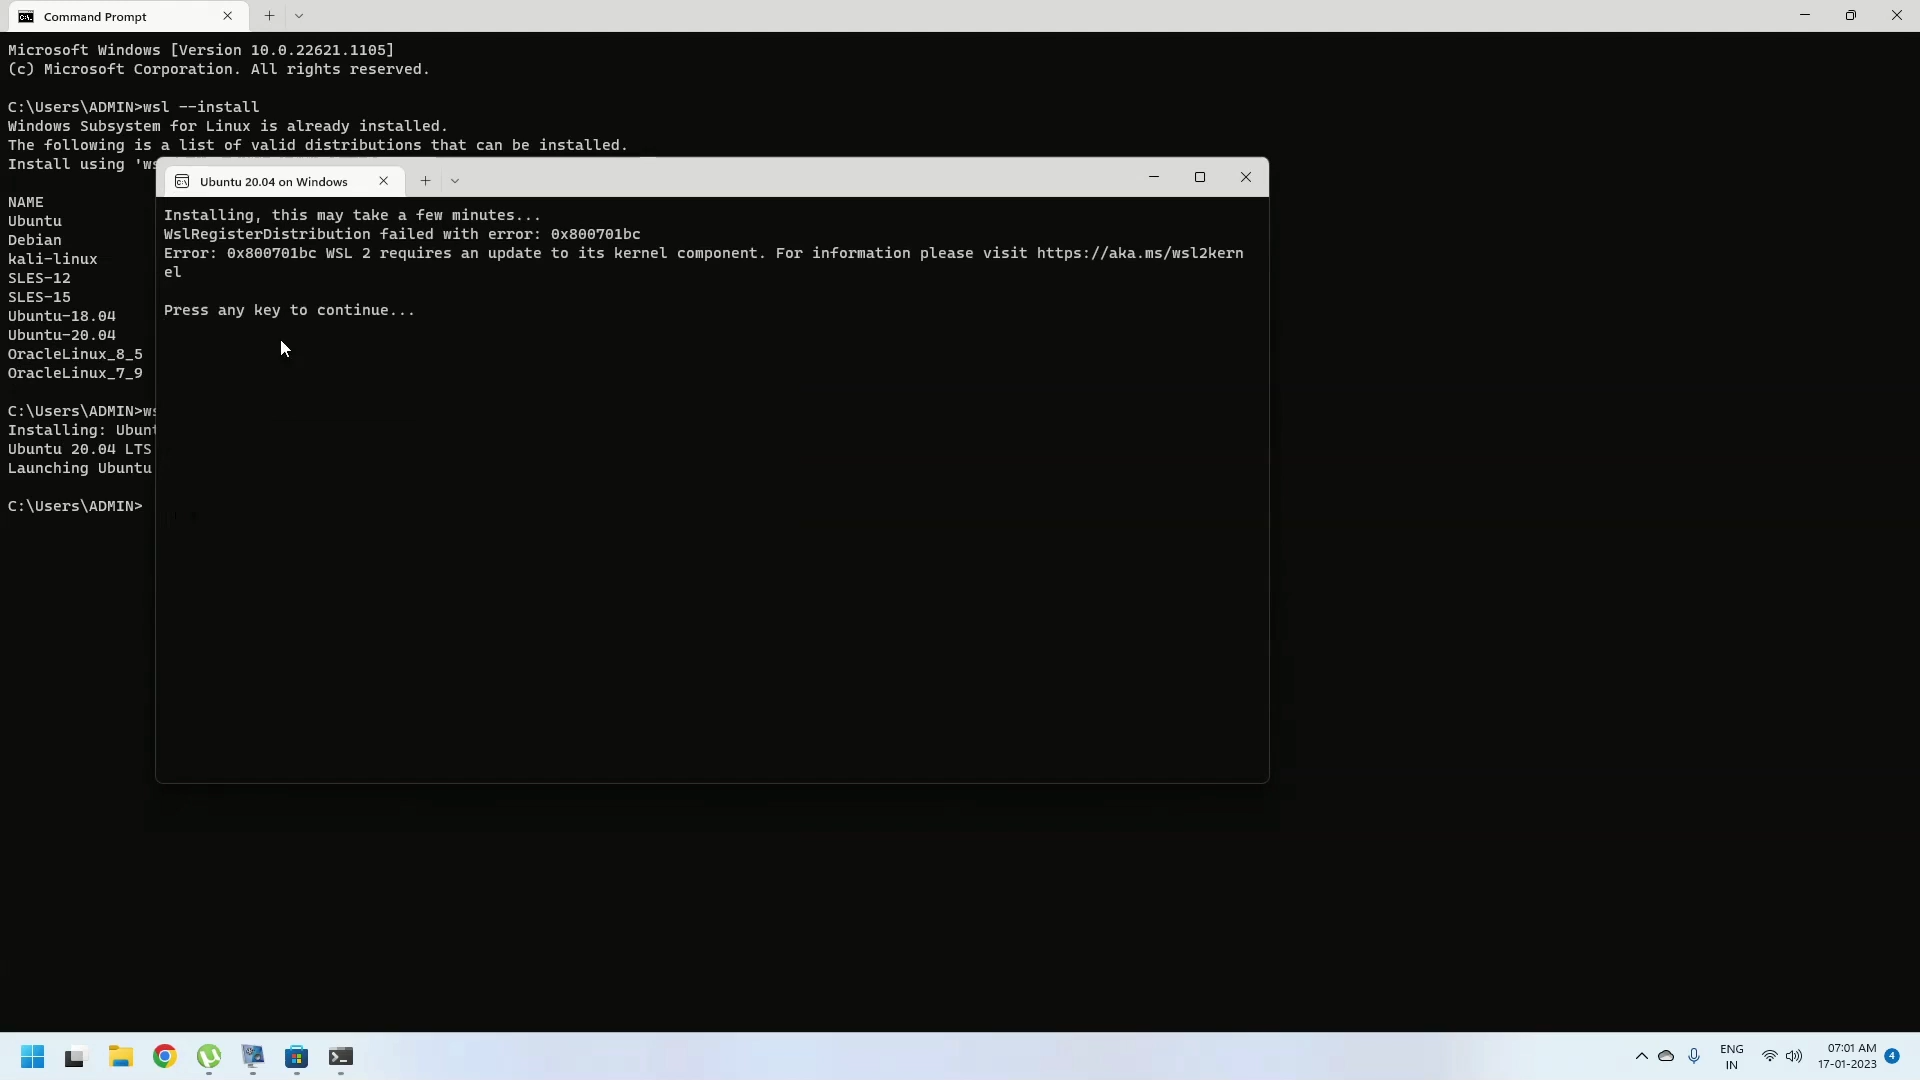 Command Prompt
Microsoft Windows [Version 10.0.22621.1105]
(c) Microsoft Corporation. All rights reserved.
C:\Users\ADMIN>wsl --install
Windows Subsystem for Linux is already installed.
The following is a list of valid distributions that can be installed.
Install using 'ws
NAME
Ubuntu
Debian
kali-linux
SLES-12
SLES-15
Ubuntu-18.04
Ubuntu-20.04
OracleLinux_8_5
OracleLinux_7_9
C:\Users\ADMIN>ws
Installing: Ubunt
Ubuntu 20.04 LTS
Launching Ubuntu
C:\Users\ADMIN>
Ubuntu 20.04 on Windows
Installing, this may take a few minutes...
WslRegisterDistribution failed with error: 0x800701bc
Error: 0x800701bc WSL 2 requires an update to its kernel component. For information please visit https://aka.ms/wsl2kern
el
Press any key to continue...
ENG
IN
07:01 AM
17-01-2023
4